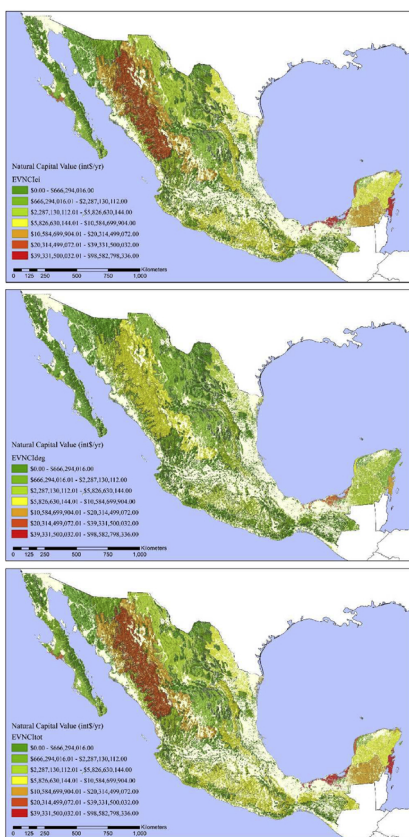 Natural Capital Value (int$/yr)
EVNCIei
$0.00 - $666,294,016.00
$666,294,016.01 - $2,287,130,112.00
$2,287,130,112.01 - $5,826,630,144.00
$5,826,630,144.01 - $10,584,699,904.00
$10,584,699,904.01 - $20,314,499,072.00
$20,314,499,072.01 - $39,331,500,032.00
$39,331,500,032.01 - $98,582,798,336.00
Kilometers
0 125 250 500 750 1,000
Natural Capital Value (int$/yr)
EVNCIdeg
$0.00 - $666,294,016.00
$666,294,016.01 - $2,287,130,112.00
$2,287,130,112.01 - $5,826,630,144.00
$5,826,630,144.01 - $10,584,699,904.00
$10,584,699,904.01 - $20,314,499,072.00
$20,314,499,072.01 - $39,331,500,032.00
$39,331,500,032.01 - $98,582,798,336.00
Kilometers
0 125 250 500 750 1,000
Natural Capital Value (int$/yr)
EVNCItot
$0.00 - $666,294,016.00
$666,294,016.01 - $2,287,130,112.00
$2,287,130,112.01 - $5,826,630,144.00
$5,826,630,144.01 - $10,584,699,904.00
$10,584,699,904.01 - $20,314,499,072.00
$20,314,499,072.01 - $39,331,500,032.00
$39,331,500,032.01 - $98,582,798,336.00
Kilometers
0 125 250 500 750 1,000